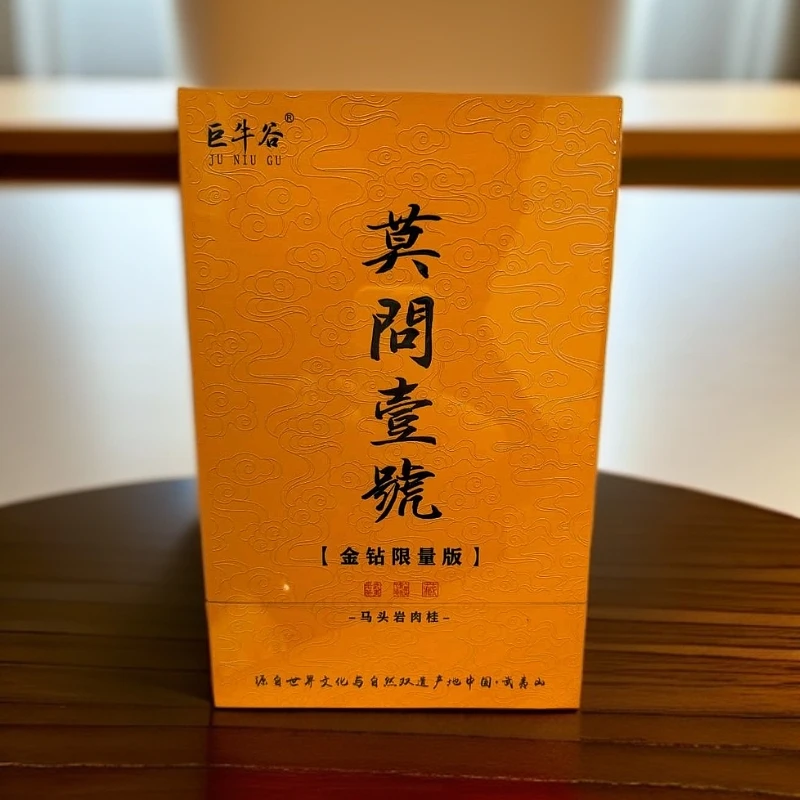 巨牛谷®
JU NIU GU
莫問壹號
【金钻限量版】
-马头岩肉桂-
源自世界文化与自然双遗产地中国·武夷山